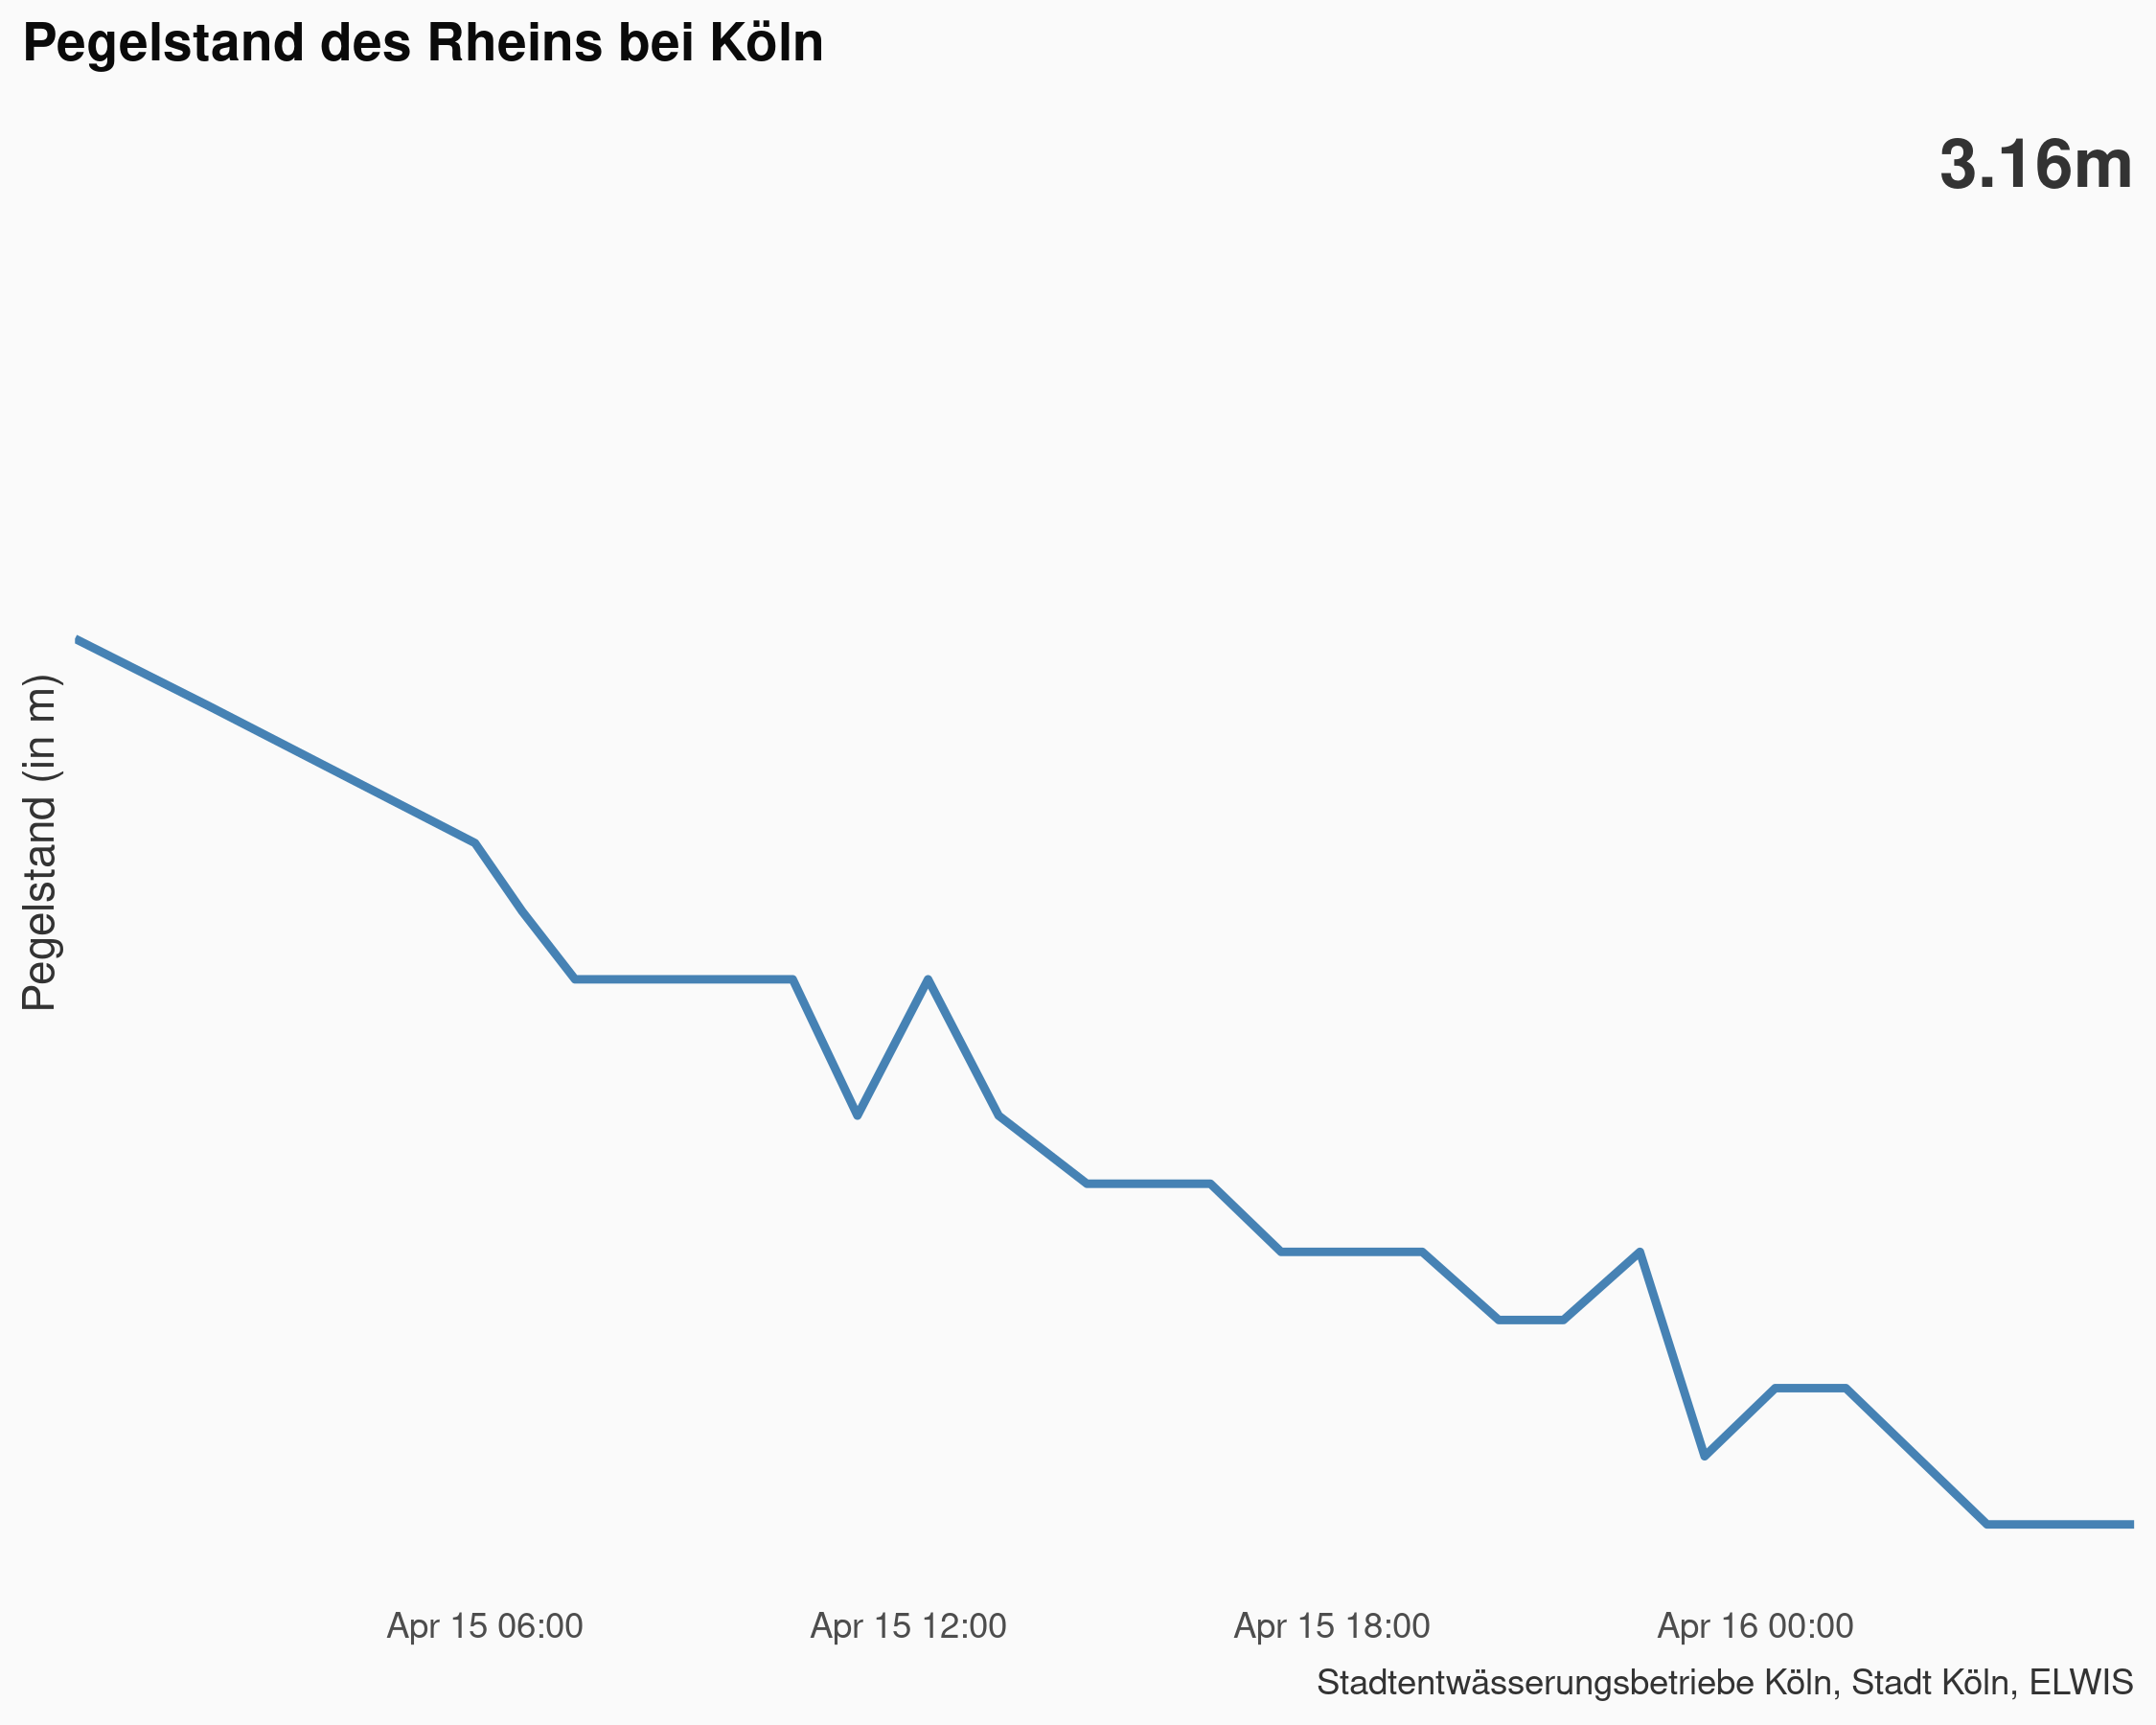 Pegelstand des Rheins bei Köln
3.16m
Pegelstand (in m)
Apr 15 06:00
Apr 15 12:00
Apr 15 18:00
Apr 16 00:00
Stadtentwässerungsbetriebe Köln, Stadt Köln, ELWIS